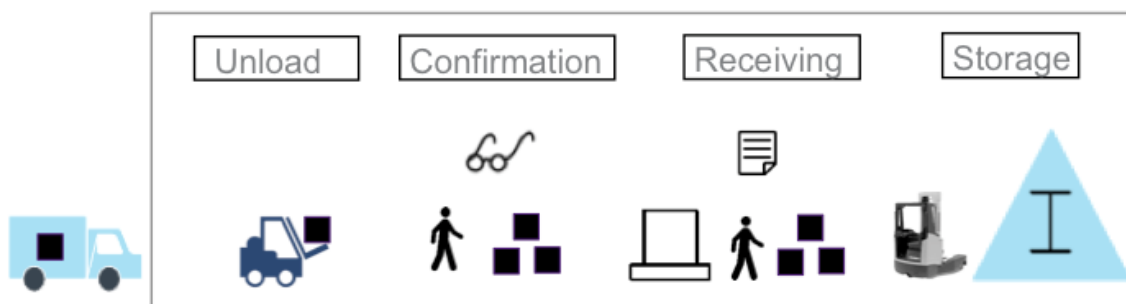 Unload
Confirmation
Receiving
Storage
I